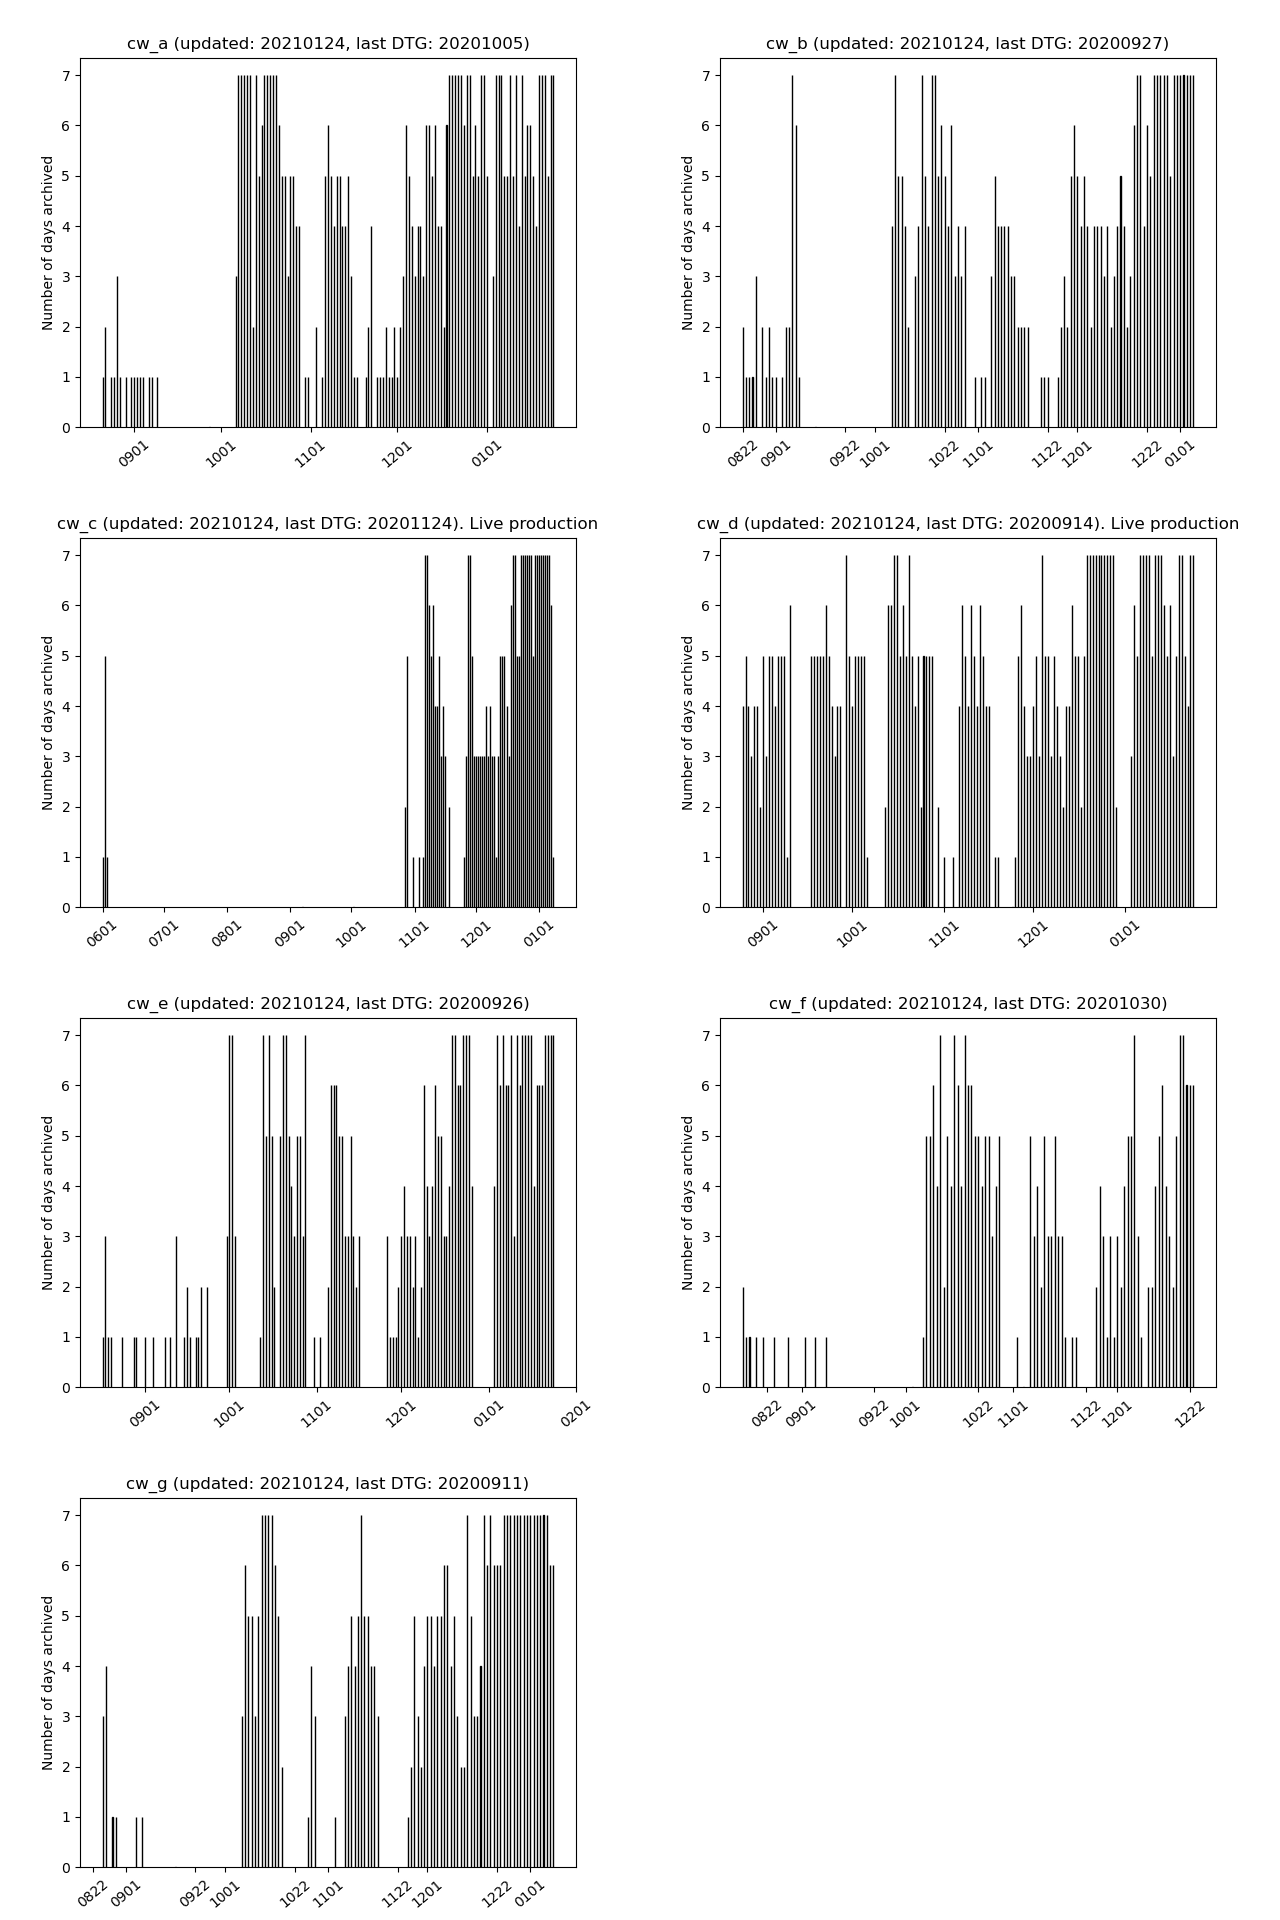 cw_a (updated: 20210124, last DTG: 20201005)
Number of days archived
7
6
5
4
3
2
1
0
0901 1001 1101 1201 0101
cw_b (updated: 20210124, last DTG: 20200927)
Number of days archived
7
6
5
4
3
2
1
0
0822 0901 0922 1001 1022 1101 1122 1201 1222 0101
cw_c (updated: 20210124, last DTG: 20201124). Live production
Number of days archived
7
6
5
4
3
2
1
0
0601 0701 0801 0901 1001 1101 1201 0101
cw_d (updated: 20210124, last DTG: 20200914). Live production
Number of days archived
7
6
5
4
3
2
1
0
0901 1001 1101 1201 0101
cw_e (updated: 20210124, last DTG: 20200926)
Number of days archived
7
6
5
4
3
2
1
0
0901 1001 1101 1201 0101 0201
cw_f (updated: 20210124, last DTG: 20201030)
Number of days archived
7
6
5
4
3
2
1
0
0822 0901 0922 1001 1022 1101 1122 1201 1222
cw_g (updated: 20210124, last DTG: 20200911)
Number of days archived
7
6
5
4
3
2
1
0
0822 0901 0922 1001 1022 1101 1122 1201 1222 0101